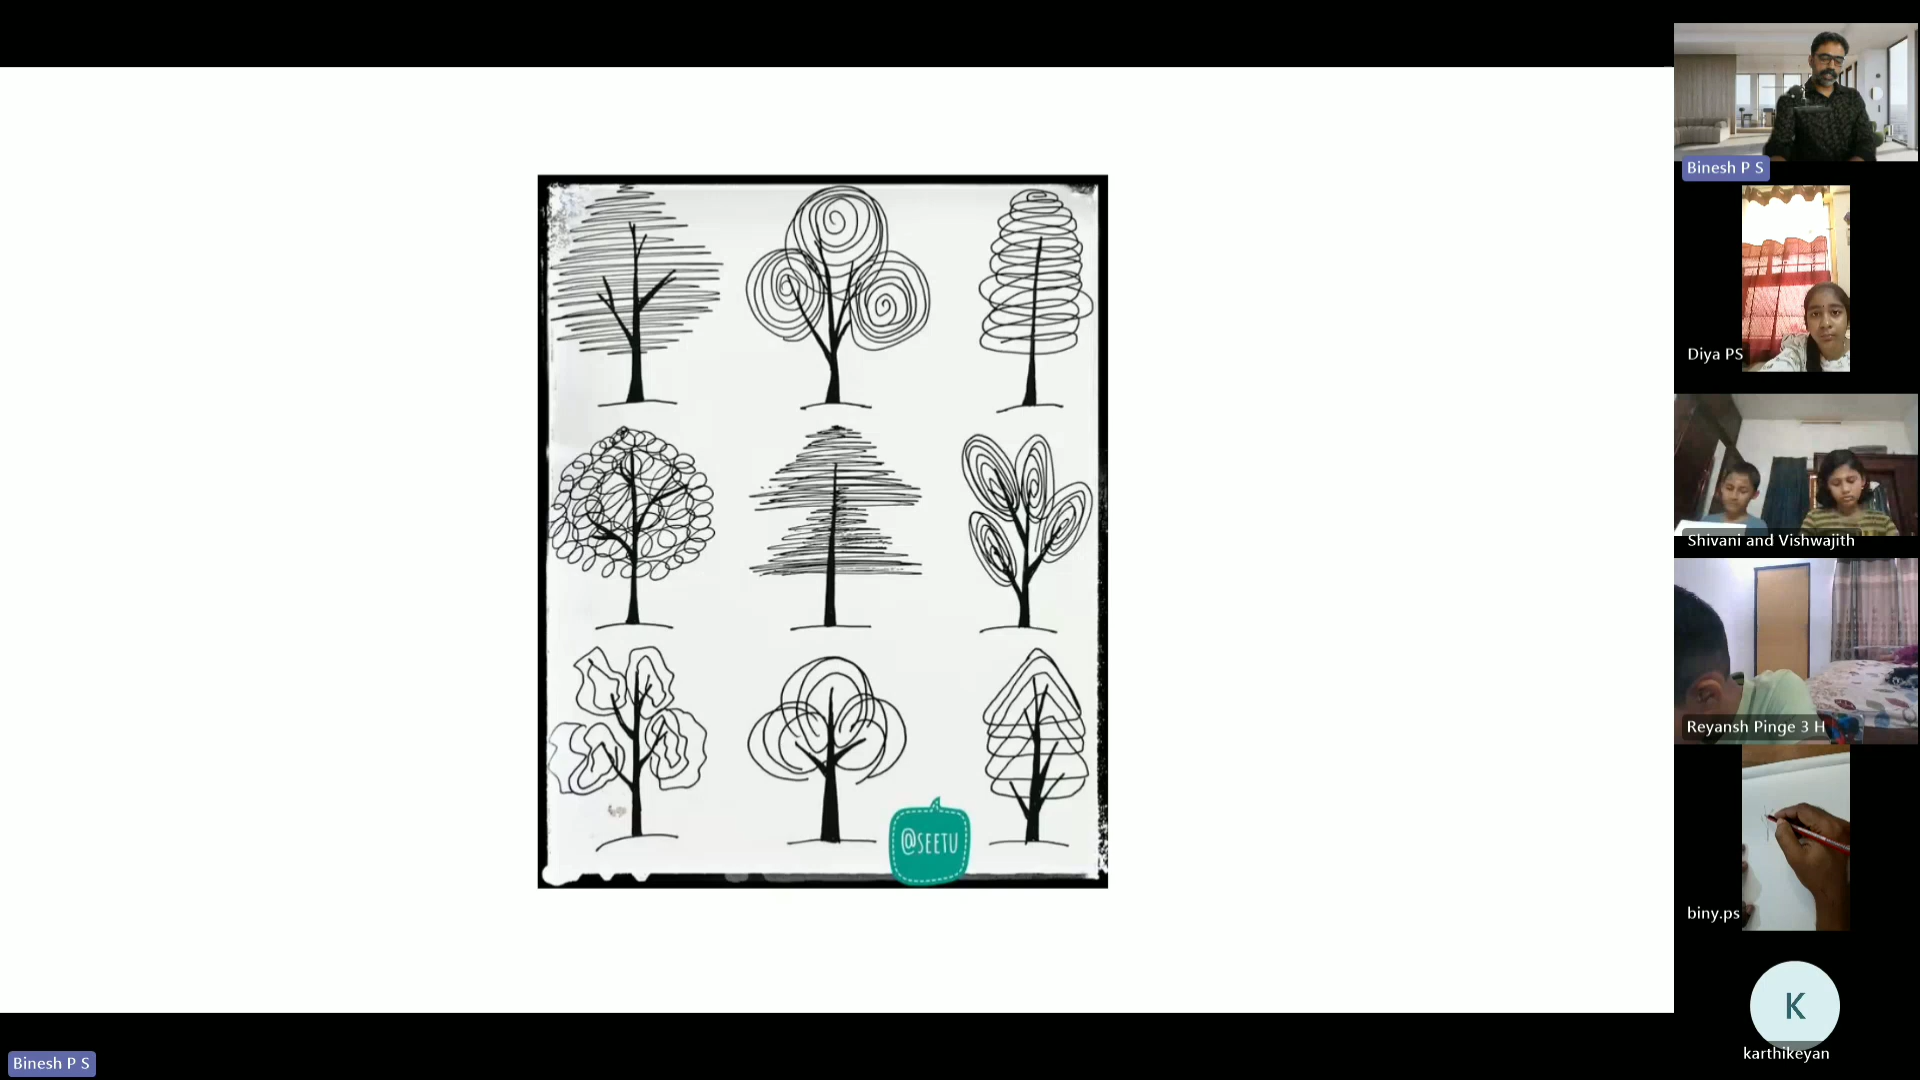 @SEETU
Binesh P S
Diya PS
Shivani and Vishwajith
Reyansh Pinge 3 H
biny.ps
K
karthikeyan
Binesh P S